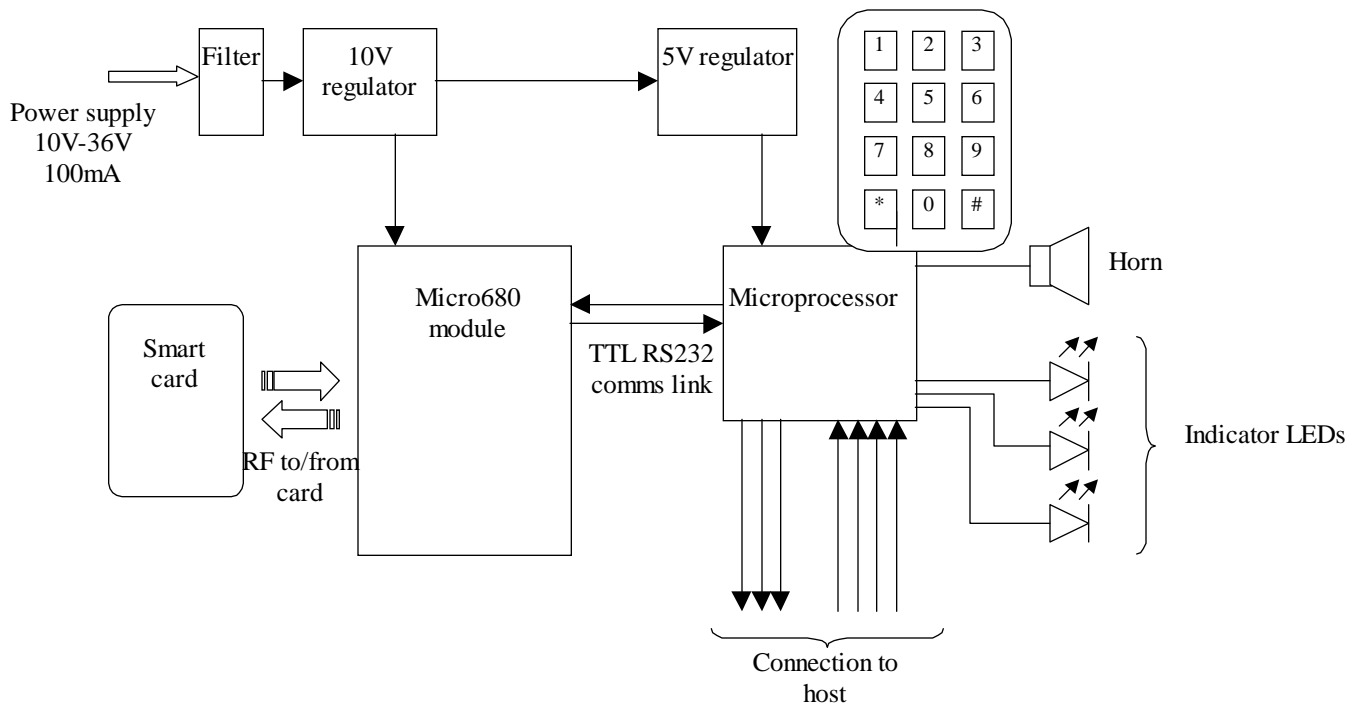 Filter
10V
regulator
5V regulator
Power supply
10V-36V
100mA
1 2 3
4 5 6
7 8 9
* 0 #
Horn
Micro680
module
Microprocessor
Smart
card
TTL RS232
comms link
RF to/from
card
Indicator LEDs
Connection to
host